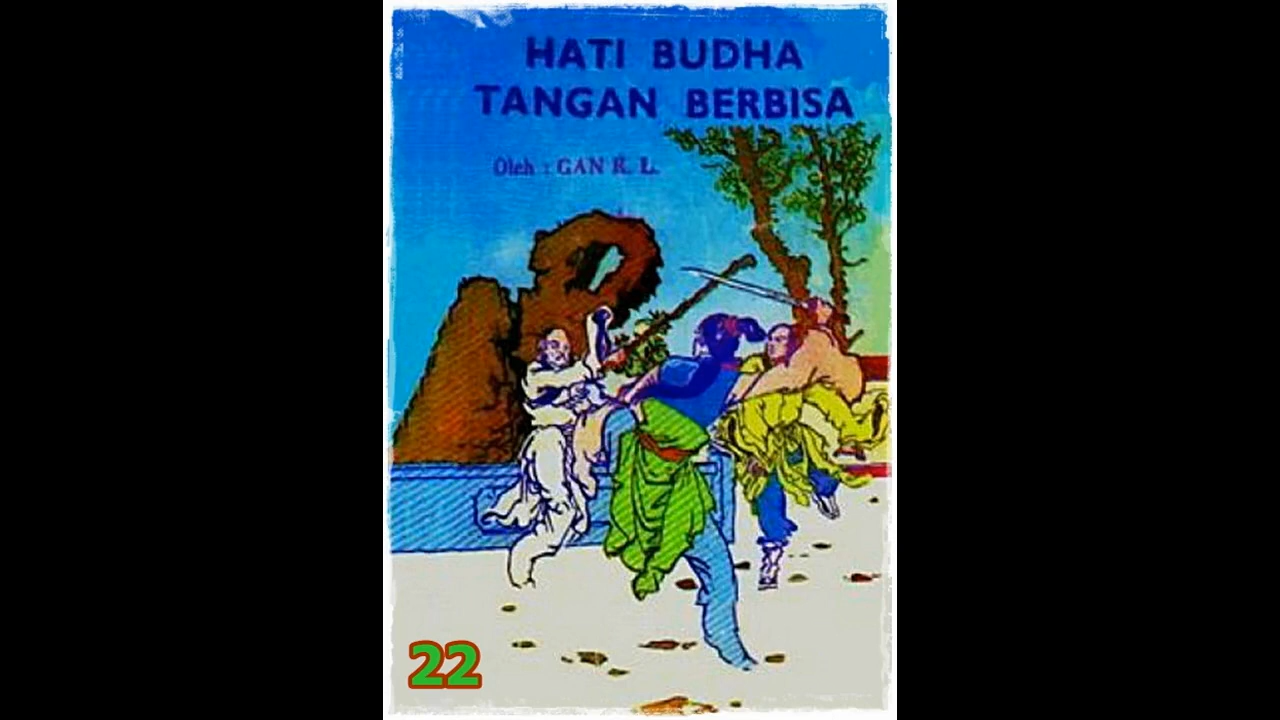 HATI BUDHA
TANGAN BERBISA
Oleh : GAN K. L.
22